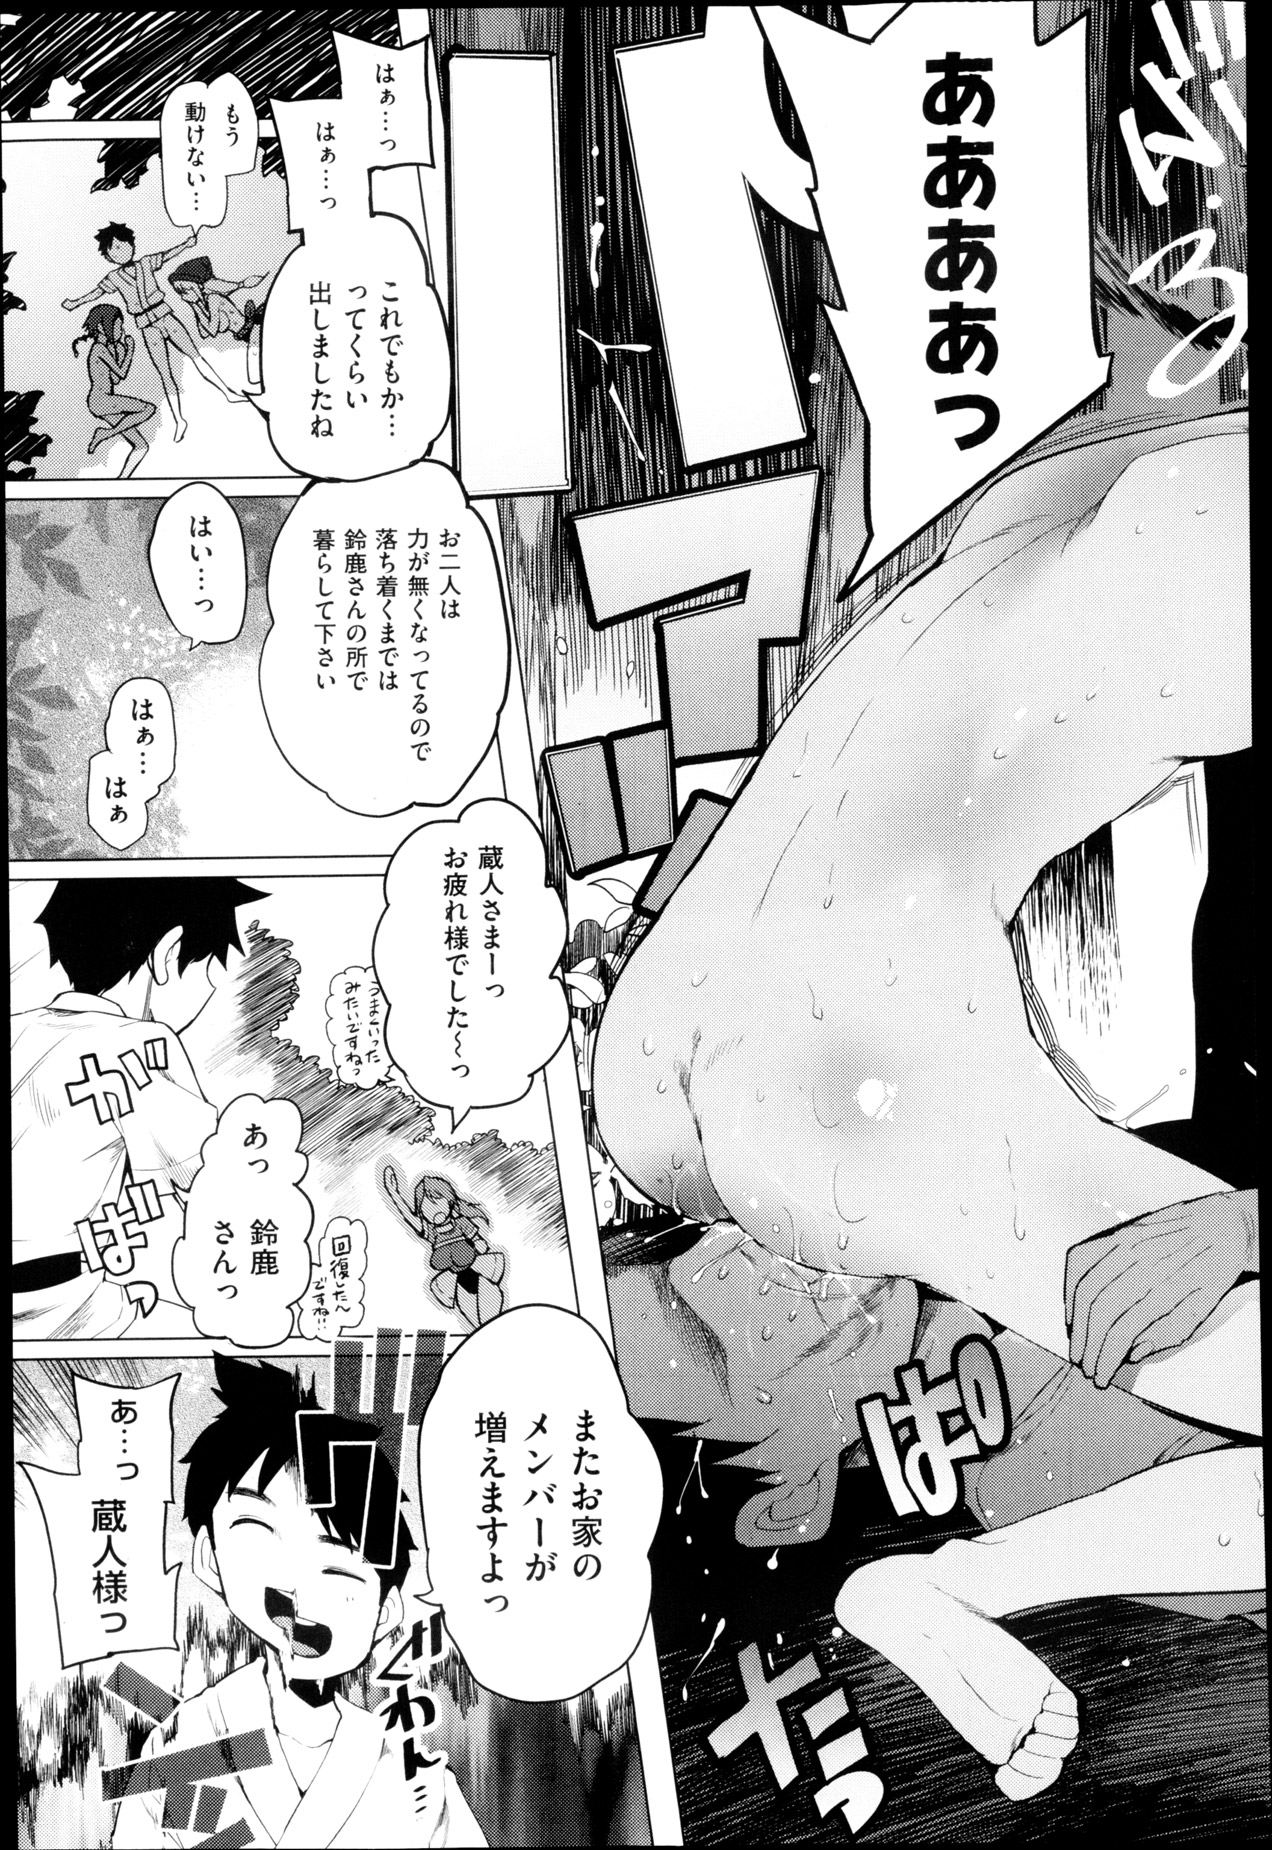 ああああっ
ぱ
たっ
はぁ…っ
はぁ…っ
もう
動けない…
これでもか…
ってくらい
出しましたね
お二人は
力が無くなってるので
落ち着くまでは
鈴鹿さんの所で
暮らして下さい
はい…っ
はぁ…
はぁ
蔵人さまーっ
お疲れ様でした〜っ
うまくいった
みたいですねっ
がばっ
あっ
鈴鹿
さんっ
回復したん
ですね!!
またお家の
メンバーが
増えますよっ
ぐわん…
あ…っ
蔵人様っ